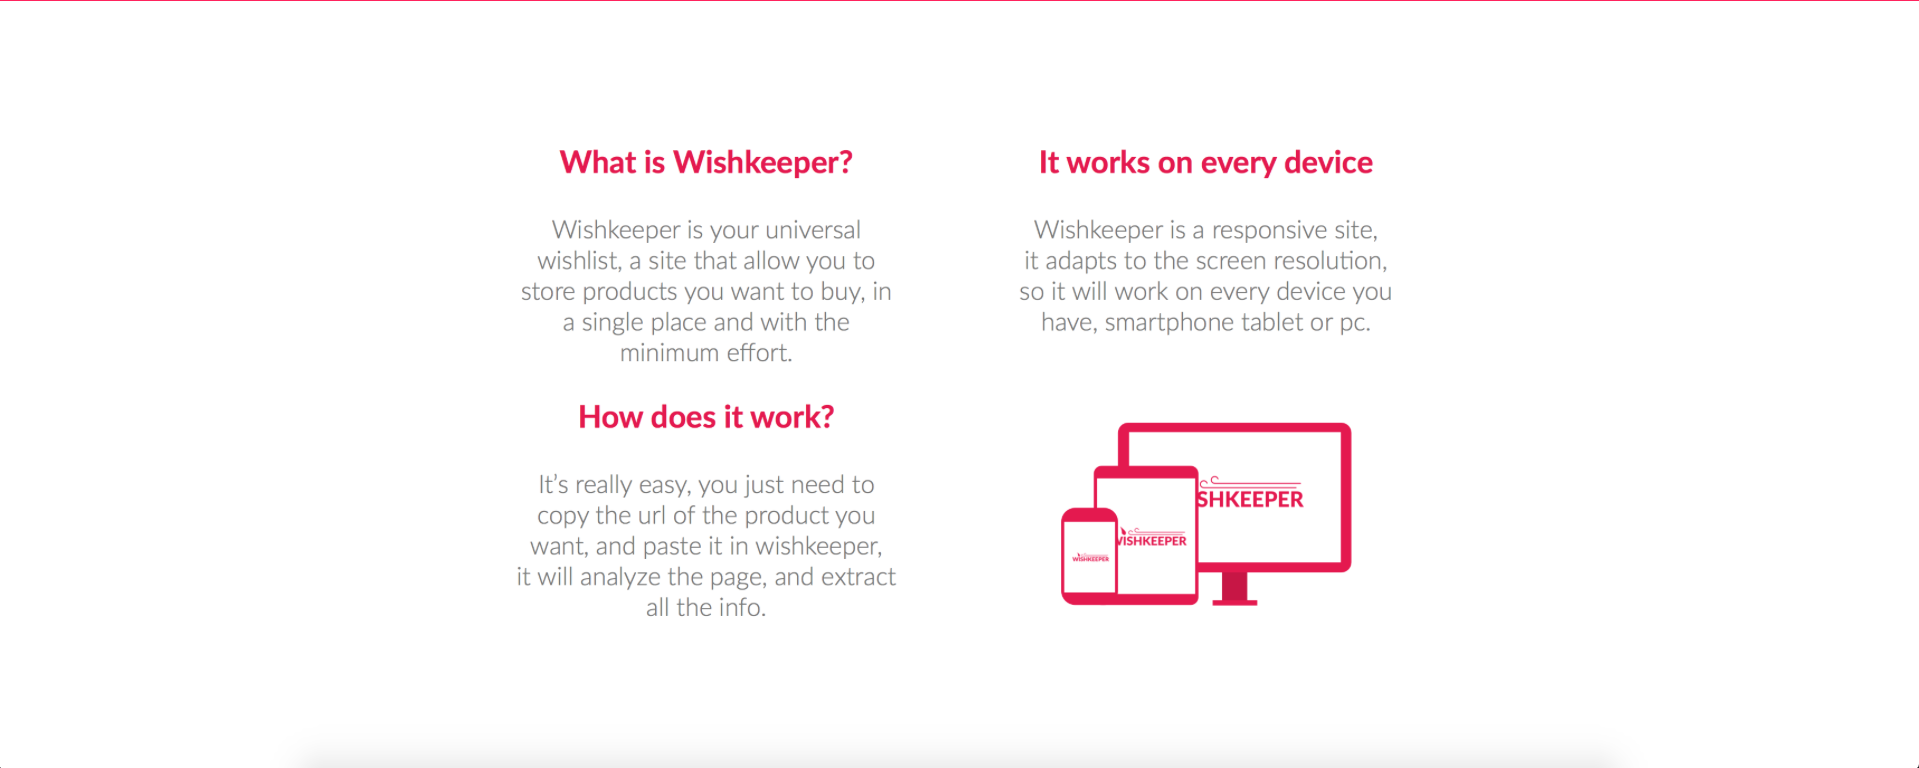 What is Wishkeeper?
Wishkeeper is your universal
wishlist, a site that allow you to
store products you want to buy, in
a single place and with the
minimum effort.
How does it work?
It’s really easy, you just need to
copy the url of the product you
want, and paste it in wishkeeper,
it will analyze the page, and extract
all the info.
It works on every device
Wishkeeper is a responsive site,
it adapts to the screen resolution,
so it will work on every device you
have, smartphone tablet or pc.
SHKEEPER
WISHKEEPER
WISHKEEPER